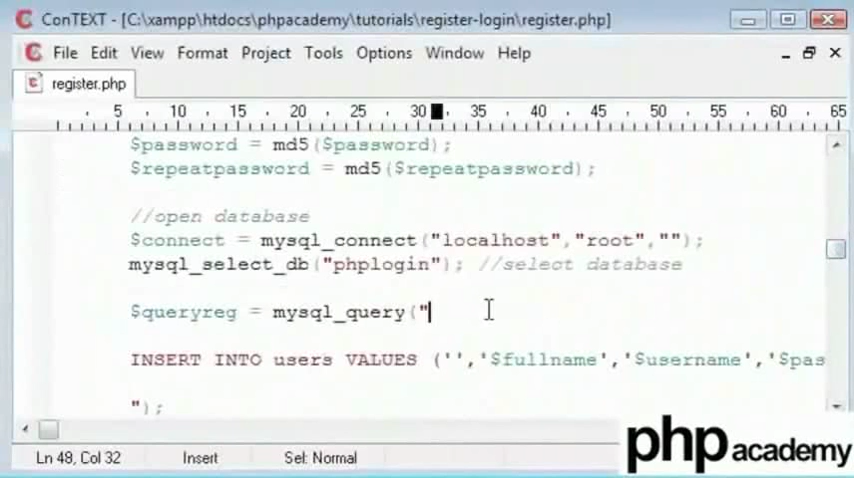 ConTEXT - [C:\xampp\htdocs\phpacademy\tutorials\register-login\register.php]
File Edit View Format Project Tools Options Window Help
register.php
5 10 15 20 25 30 35 40 45 50 55 60 65
$password = md5($password);
$repeatpassword = md5($repeatpassword);
//open database
$connect = mysql_connect("localhost","root","");
mysql_select_db("phplogin"); //select database
$queryreg = mysql_query("
INSERT INTO users VALUES ('','$fullname','$username','$pas
");
Ln 48, Col 32 Insert Sel: Normal
php academy